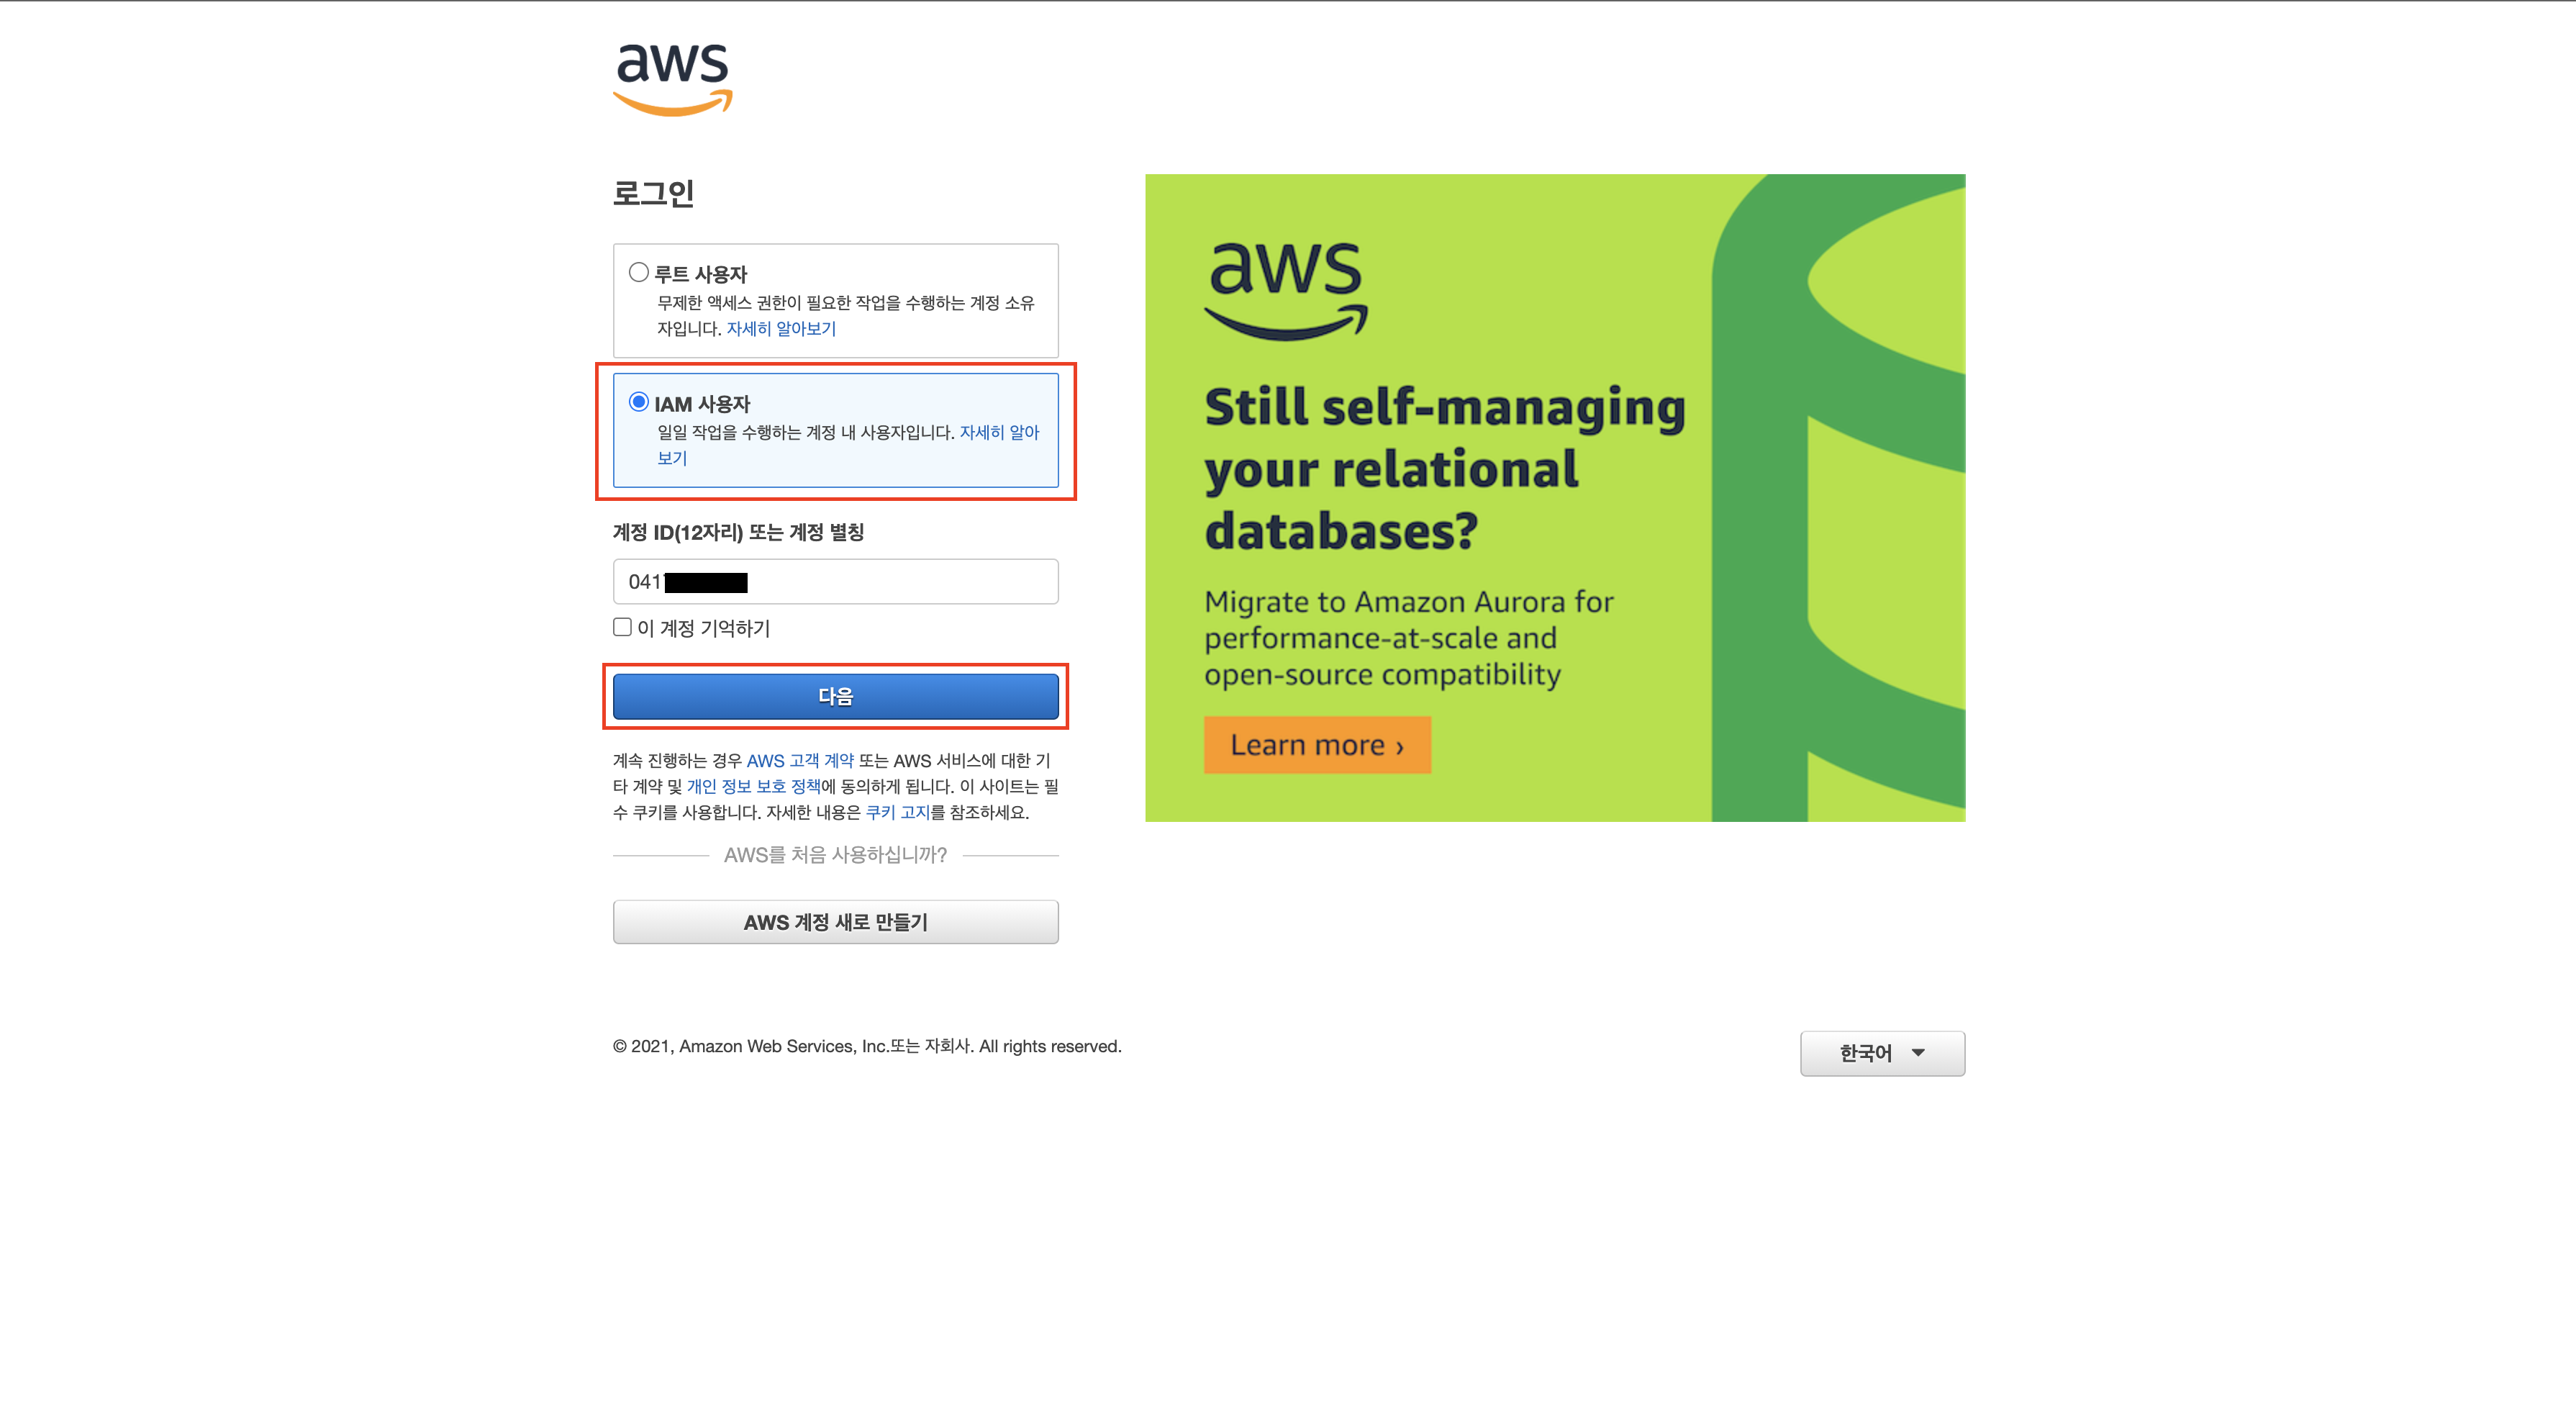 aws
로그인
루트 사용자
무제한 액세스 권한이 필요한 작업을 수행하는 계정 소유
자입니다. 자세히 알아보기
IAM 사용자
일일 작업을 수행하는 계정 내 사용자입니다. 자세히 알아
보기
계정 ID(12자리) 또는 계정 별칭
041
이 계정 기억하기
다음
계속 진행하는 경우 AWS 고객 계약 또는 AWS 서비스에 대한 기
타 계약 및 개인 정보 보호 정책에 동의하게 됩니다. 이 사이트는 필
수 쿠키를 사용합니다. 자세한 내용은 쿠키 고지를 참조하세요.
AWS를 처음 사용하십니까?
AWS 계정 새로 만들기
aws
Still self-managing
your relational
databases?
Migrate to Amazon Aurora for
performance-at-scale and
open-source compatibility
Learn more ›
© 2021, Amazon Web Services, Inc.또는 자회사. All rights reserved.
한국어